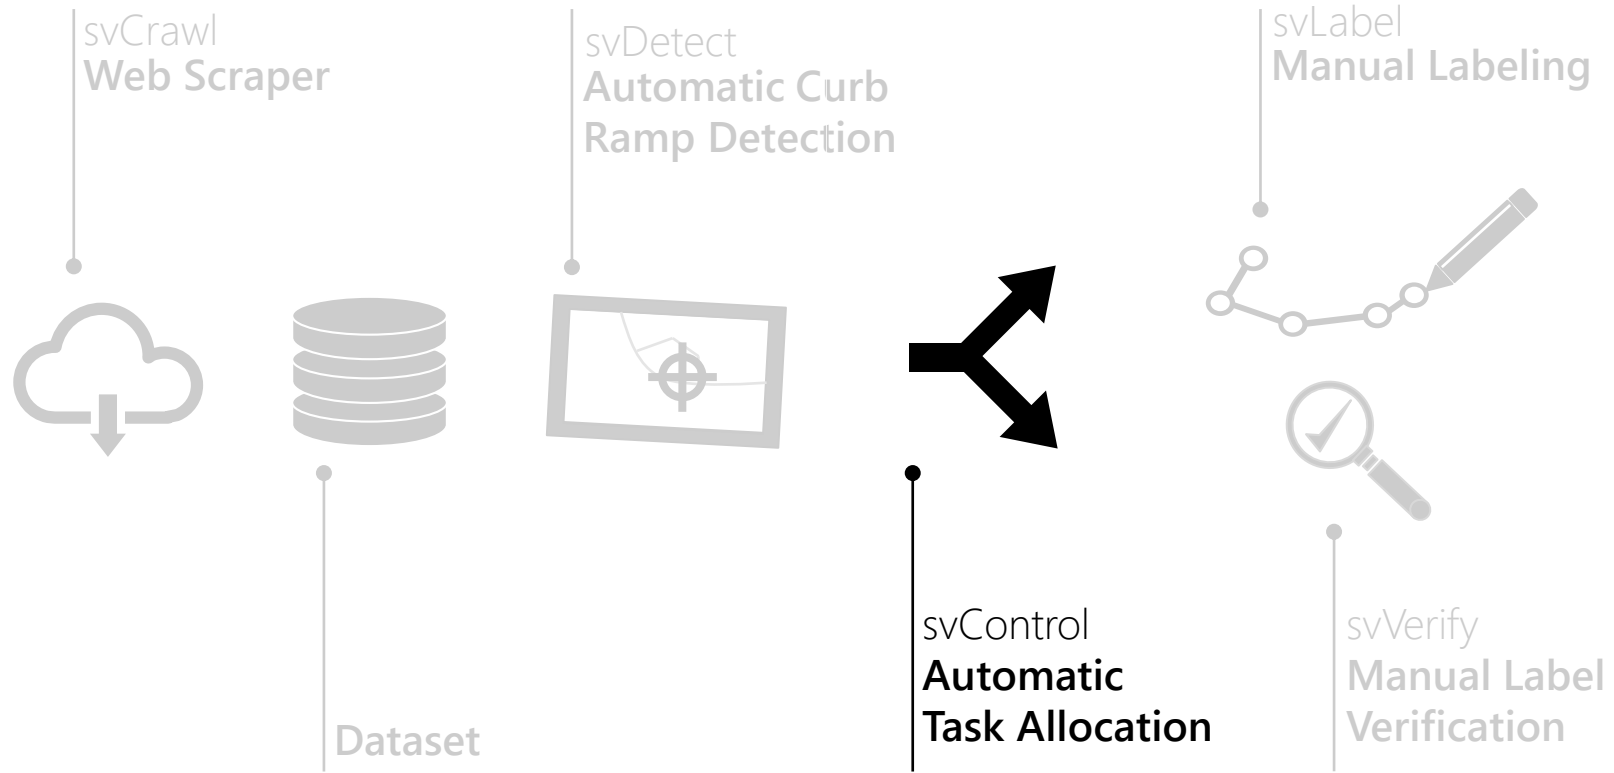 svCrawl
Web Scraper
svDetect
Automatic Curb
Ramp Detection
svLabel
Manual Labeling
Dataset
svControl
Automatic
Task Allocation
svVerify
Manual Label
Verification